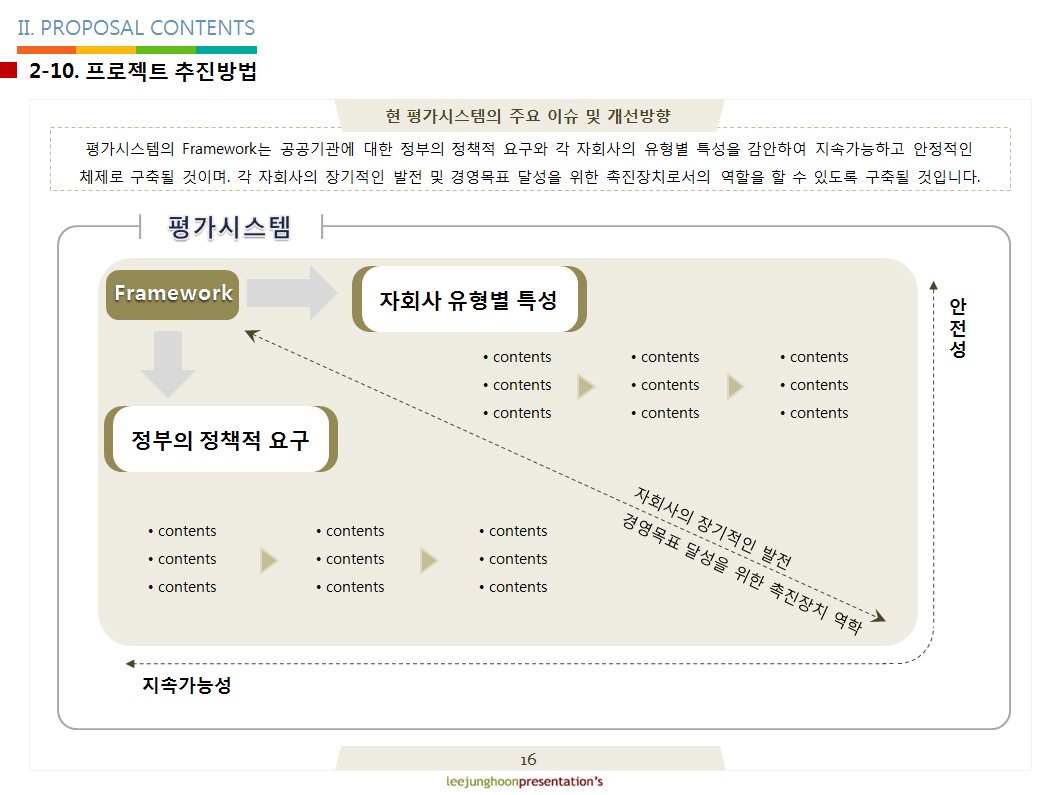 II. PROPOSAL CONTENTS
2-10. 프로젝트 추진방법
현 평가시스템의 주요 이슈 및 개선방향
평가시스템의 Framework는 공공기관에 대한 정부의 정책적 요구와 각 자회사의 유형별 특성을 감안하여 지속가능하고 안정적인
체제로 구축될 것이며. 각 자회사의 장기적인 발전 및 경영목표 달성을 위한 촉진장치로서의 역할을 할 수 있도록 구축될 것입니다.
평가시스템
Framework
자회사 유형별 특성
안전성
• contents
• contents
• contents
• contents
• contents
• contents
• contents
• contents
• contents
정부의 정책적 요구
자회사의 장기적인 발전
경영목표 달성을 위한 촉진장치 역학
• contents
• contents
• contents
• contents
• contents
• contents
• contents
• contents
• contents
지속가능성
16
leejunghoonpresentation's